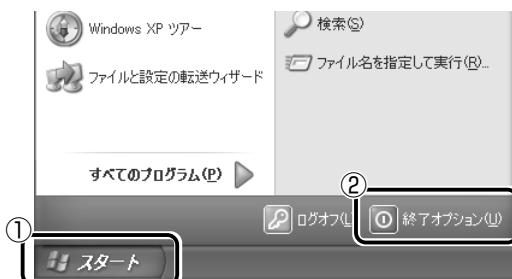 Windows XP ツアー
ファイルと設定の転送ウィザード
すべてのプログラム(P)
検索(S)
ファイル名を指定して実行(R)...
②
ログオフ(L)
終了オプション(U)
①
スタート